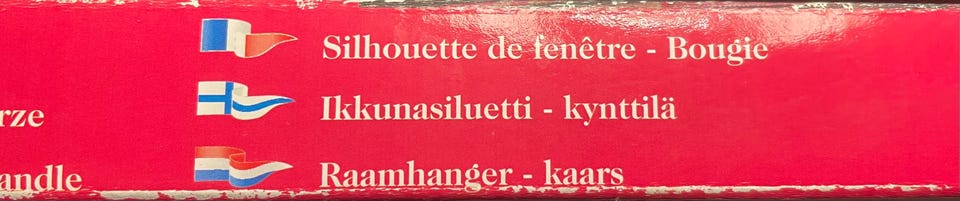 Silhouette de fenêtre - Bougie
rze
Ikkunasiluetti - kynttilä
andle
Raamhanger - kaars